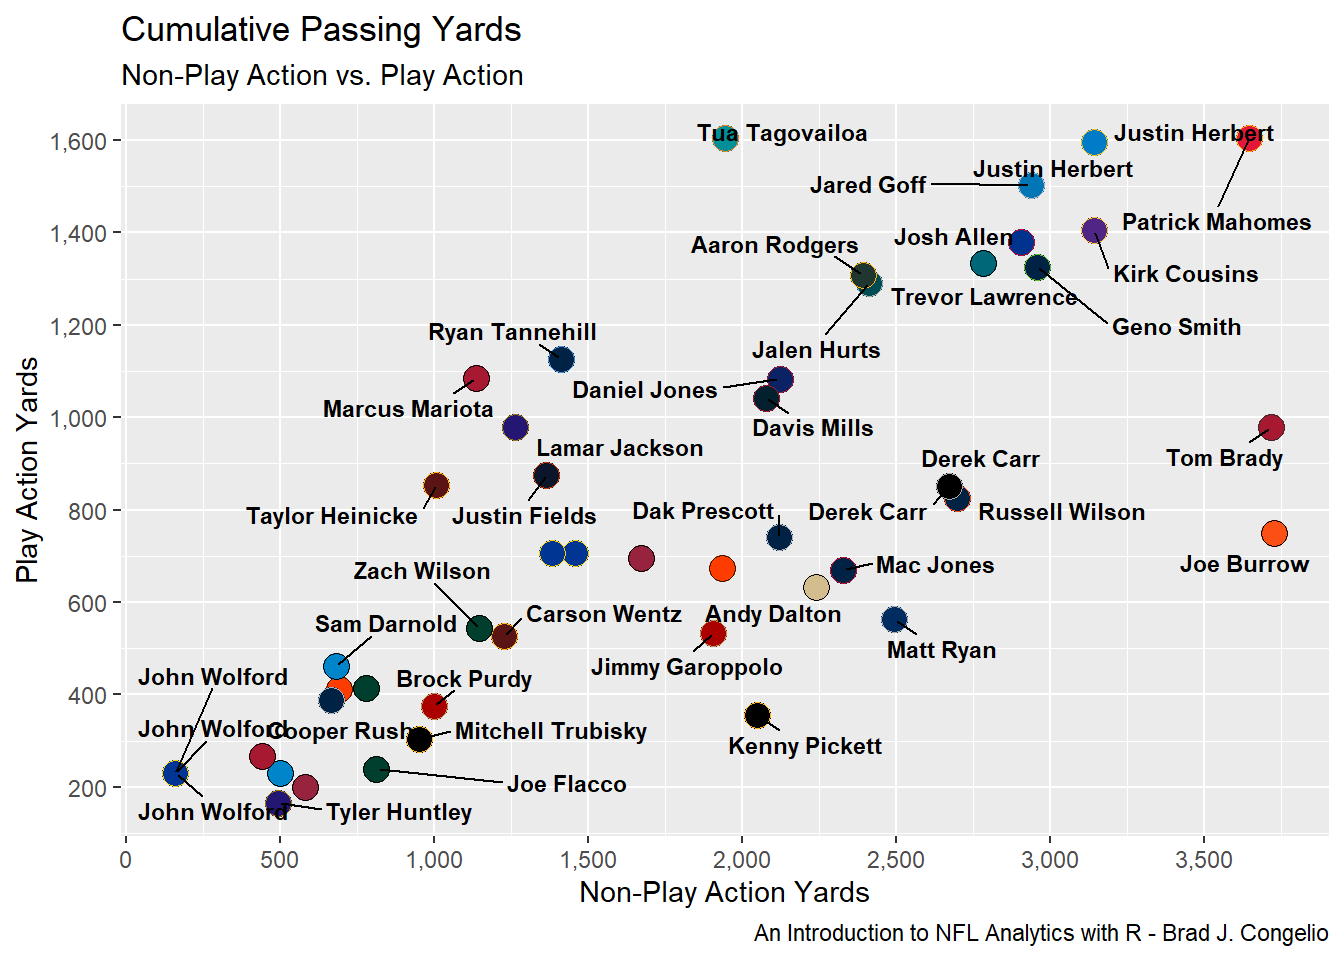 Cumulative Passing Yards
Non-Play Action vs. Play Action
Play Action Yards
1,600
1,400
1,200
1,000
800
600
400
200
Tua Tagovailoa
Justin Herbert
Justin Herbert
Jared Goff
Patrick Mahomes
Josh Allen
Aaron Rodgers
Kirk Cousins
Trevor Lawrence
Geno Smith
Ryan Tannehill
Jalen Hurts
Daniel Jones
Marcus Mariota
Davis Mills
Lamar Jackson
Derek Carr
Tom Brady
Taylor Heinicke
Justin Fields
Dak Prescott
Derek Carr
Russell Wilson
Zach Wilson
Mac Jones
Joe Burrow
Sam Darnold
Carson Wentz
Andy Dalton
Matt Ryan
Jimmy Garoppolo
John Wolford
Brock Purdy
John Wolford
Cooper Rush
Mitchell Trubisky
Kenny Pickett
Joe Flacco
John Wolford
Tyler Huntley
0
500
1,000
1,500
2,000
2,500
3,000
3,500
Non-Play Action Yards
An Introduction to NFL Analytics with R - Brad J. Congelio